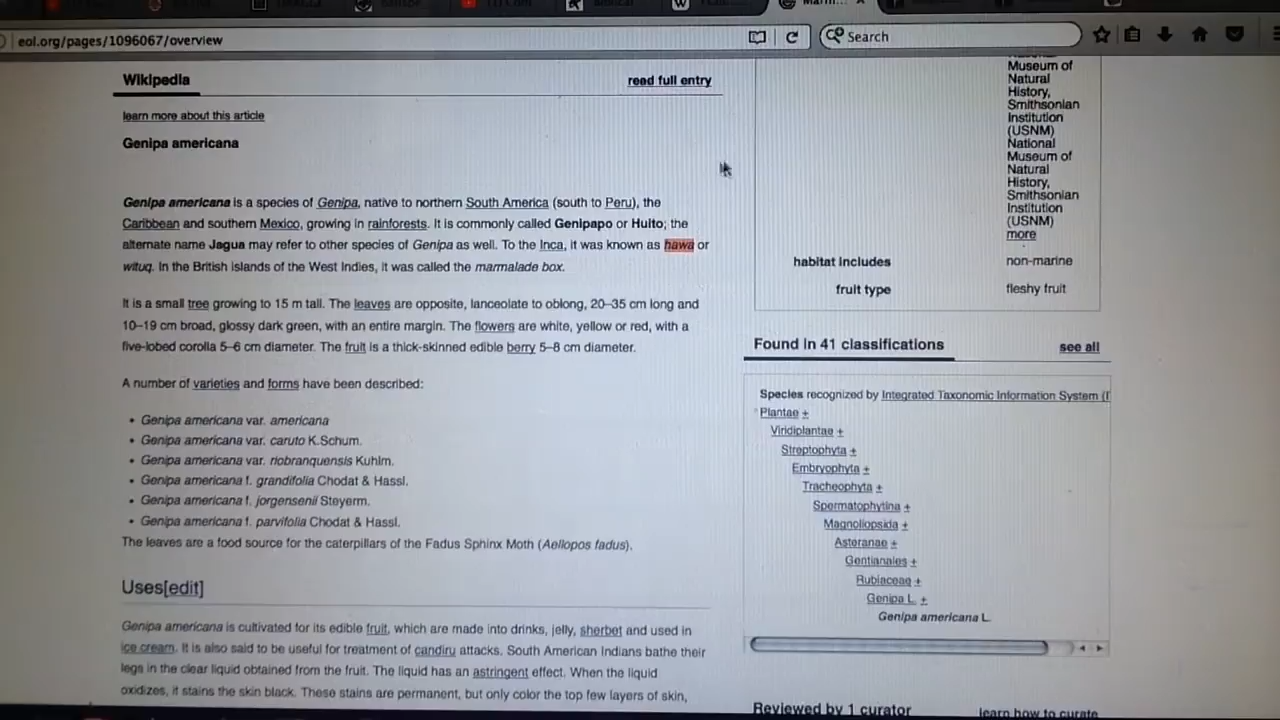 eol.org/pages/1096067/overview
Search
Wikipedia
read full entry
learn more about this article
Genipa americana
Genipa americana is a species of Genipa, native to northern South America (south to Peru), the
Caribbean and southern Mexico, growing in rainforests. It is commonly called Genipapo or Huito; the
alternate name Jagua may refer to other species of Genipa as well. To the Inca, it was known as hawa or
wituq. In the British islands of the West Indies, it was called the marmalade box.
It is a small tree growing to 15 m tall. The leaves are opposite, lanceolate to oblong, 20–35 cm long and
10–19 cm broad, glossy dark green, with an entire margin. The flowers are white, yellow or red, with a
five-lobed corolla 5–6 cm diameter. The fruit is a thick-skinned edible berry 5–8 cm diameter.
A number of varieties and forms have been described:
• Genipa americana var. americana
• Genipa americana var. caruto K.Schum.
• Genipa americana var. riobranquensis Kuhlm.
• Genipa americana f. grandifolia Chodat & Hassl.
• Genipa americana f. jorgensenii Steyerm.
• Genipa americana f. parvifolia Chodat & Hassl.
The leaves are a food source for the caterpillars of the Fadus Sphinx Moth (Aellopos fadus).
Uses[edit]
Genipa americana is cultivated for its edible fruit, which are made into drinks, jelly, sherbet and used in
ice cream. It is also said to be useful for treatment of candiru attacks. South American Indians bathe their
legs in the clear liquid obtained from the fruit. The liquid has an astringent effect. When the liquid
oxidizes, it stains the skin black. These stains are permanent, but only color the top few layers of skin,
Museum of
Natural
History,
Smithsonian
Institution
(USNM)
National
Museum of
Natural
History,
Smithsonian
Institution
(USNM)
more
habitat includes
non-marine
fruit type
fleshy fruit
Found in 41 classifications
see all
Species recognized by Integrated Taxonomic Information System (
Plantae +
Viridiplantae +
Streptophyta +
Embryophyta +
Tracheophyta +
Spermatophytina +
Magnoliopsida +
Asteranae +
Gentianales +
Rubiaceae +
Genipa L. +
Genipa americana L.
Reviewed by 1 curator
learn how to curate